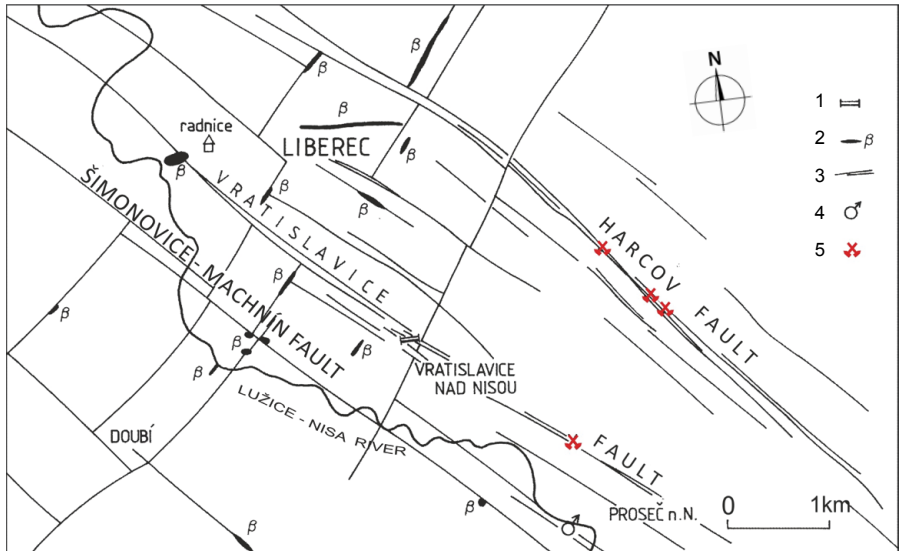 N
1
2 β
3
4
5
β
β
β
radnice
LIBEREC
β
β
β
β
VRATISLAVICE
FAULT
ŠIMONOVICE - MACHNÍN FAULT
HARCOV
FAULT
β
β
β
β
β
VRATISLAVICE
NAD NISOU
LUŽICE - NISA RIVER
DOUBÍ
β
β
PROSEČ n.N.
0 1km